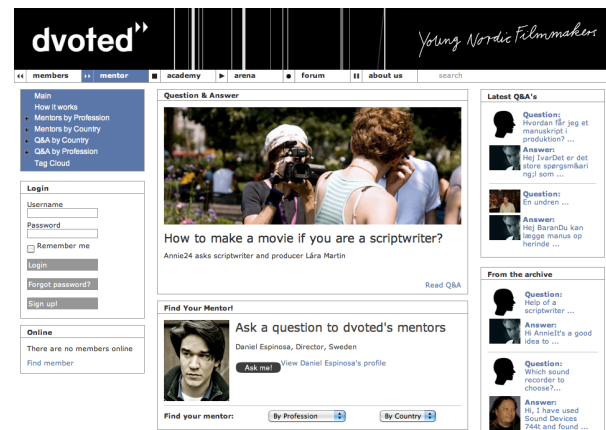 dvoted
Young Nordic Filmmakers
members
mentor
academy
arena
forum
about us
search
Main
How it works
Mentors by Profession
Mentors by Country
Q&A by Country
Q&A by Profession
Tag Cloud
Login
Username
Password
Remember me
Login
Forgot password?
Sign up!
Online
There are no members online
Find member
Question & Answer
How to make a movie if you are a scriptwriter?
Annie24 asks scriptwriter and producer Lára Martin
Read Q&A
Find Your Mentor!
Ask a question to dvoted's mentors
Daniel Espinosa, Director, Sweden
Ask me!
View Daniel Espinosa's profile
Find your mentor:
By Profession
By Country
Latest Q&A's
Question:
Hvordan får jeg et
manuskript i
produktion? ...
Answer:
Hej IvarDet er det
store spørgsm&ari
ng;l som ...
Question:
En undren ...
Answer:
Hej BaranDu kan
lægge manus op
herinde ...
From the archive
Question:
Help of a
scriptwriter ...
Answer:
Hi AnnieIt's a good
idea to ...
Question:
Which sound
recorder to
choose?...
Answer:
Hi, I have used
Sound Devices
744t and found ...